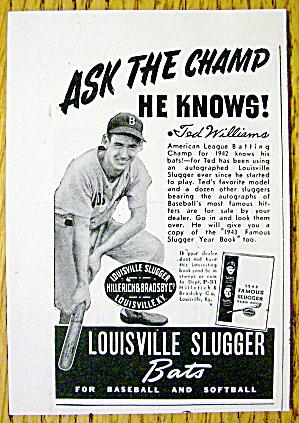 ASK THE CHAMP
HE KNOWS!
• Ted Williams
American League Batting
Champ for 1942 knows his
bats!—for Ted has been using
an autographed Louisville
Slugger ever since he started
to play. Ted's favorite model
and a dozen other sluggers
bearing the autographs of
Baseball's most famous hit-
ters are for sale by your
dealer. Go in and look them
over. He will give you a
copy of the "1943 Famous
Slugger Year Book" too.
B
If your dealer
does not have
this interesting
book send 5c in
stamps or coin
to Dept. P-33
Hillerich &
Bradsby Co.
Louisville, Ky.
1943
FAMOUS
SLUGGER
YEAR BOOK
LOUISVILLE SLUGGER
HILLERICH & BRADSBY Co
LOUISVILLE, KY.
LOUISVILLE SLUGGER
Bats
FOR BASEBALL AND SOFTBALL